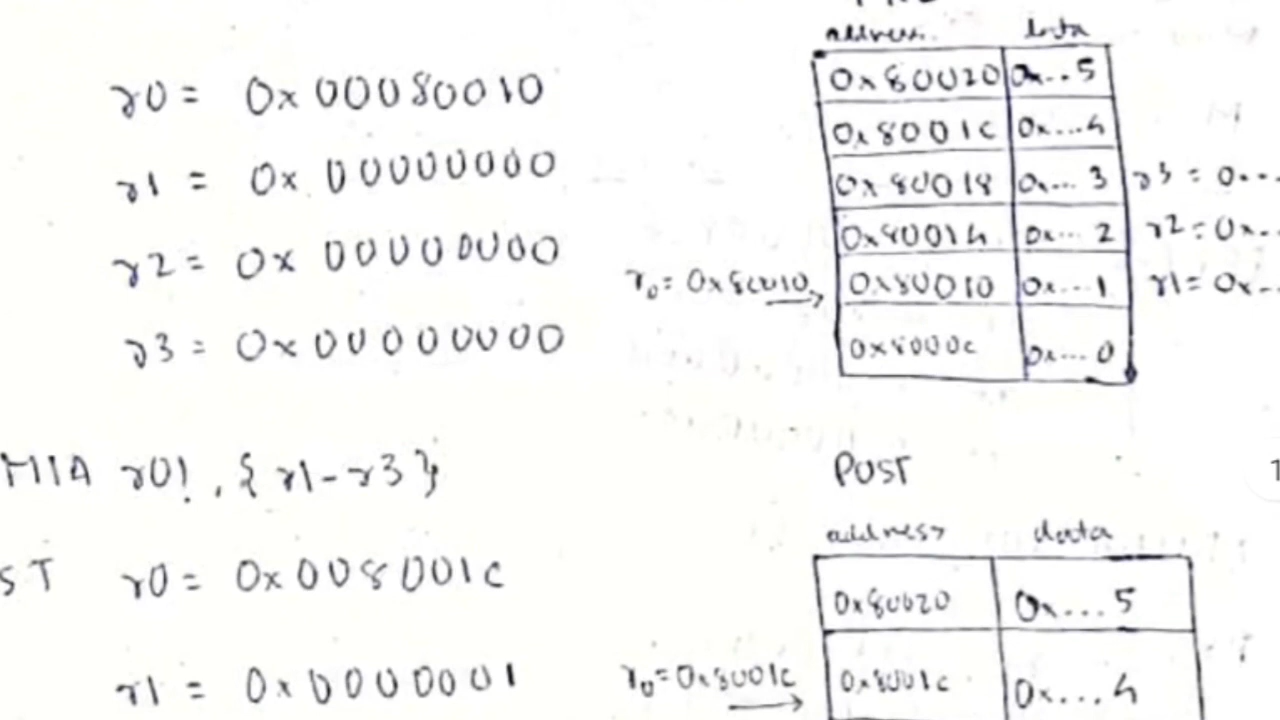 address data
r0 = 0x00080010
0x80020 0x...5
0x8001c 0x...4
r1 = 0x00000000
0x80018 0x...3 r3 = 0...
0x80014 0x...2 r2 = 0x..
r2 = 0x00000000
r0 = 0x80010 0x80010 0x...1 r1 = 0x..
r3 = 0x00000000
0x8000c 0x...0
MIA r0!, {r1-r3}
POST
address data
ST r0 = 0x008001c
0x80020 0x...5
r1 = 0x0000001
r0 = 0x8001c 0x8001c 0x...4